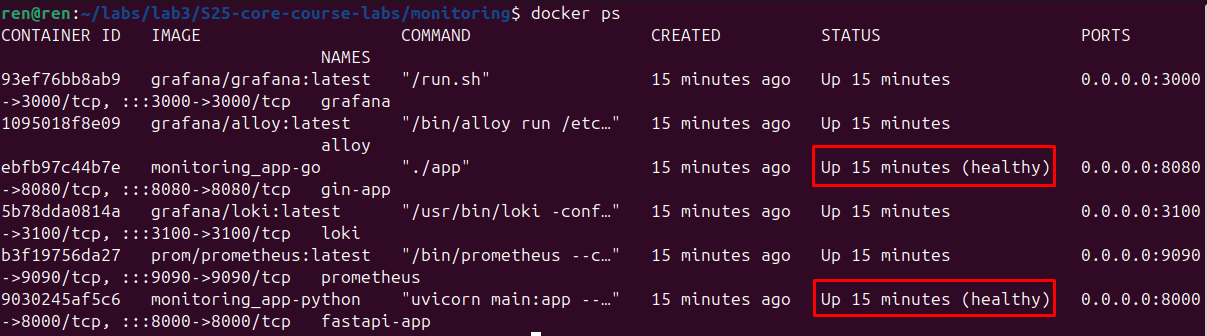 ren@ren:~/labs/lab3/S25-core-course-labs/monitoring$ docker ps
CONTAINER ID   IMAGE                    COMMAND                  CREATED          STATUS                    PORTS
                                NAMES
93ef76bb8ab9   grafana/grafana:latest   "/run.sh"                15 minutes ago   Up 15 minutes             0.0.0.0:3000
->3000/tcp, :::3000->3000/tcp   grafana
1095018f8e09   grafana/alloy:latest     "/bin/alloy run /etc…"   15 minutes ago   Up 15 minutes
                                alloy
ebfb97c44b7e   monitoring_app-go        "./app"                  15 minutes ago   Up 15 minutes (healthy)   0.0.0.0:8080
->8080/tcp, :::8080->8080/tcp   gin-app
5b78dda0814a   grafana/loki:latest      "/usr/bin/loki -conf…"   15 minutes ago   Up 15 minutes             0.0.0.0:3100
->3100/tcp, :::3100->3100/tcp   loki
b3f19756da27   prom/prometheus:latest   "/bin/prometheus --c…"   15 minutes ago   Up 15 minutes             0.0.0.0:9090
->9090/tcp, :::9090->9090/tcp   prometheus
9030245af5c6   monitoring_app-python    "uvicorn main:app --…"   15 minutes ago   Up 15 minutes (healthy)   0.0.0.0:8000
->8000/tcp, :::8000->8000/tcp   fastapi-app